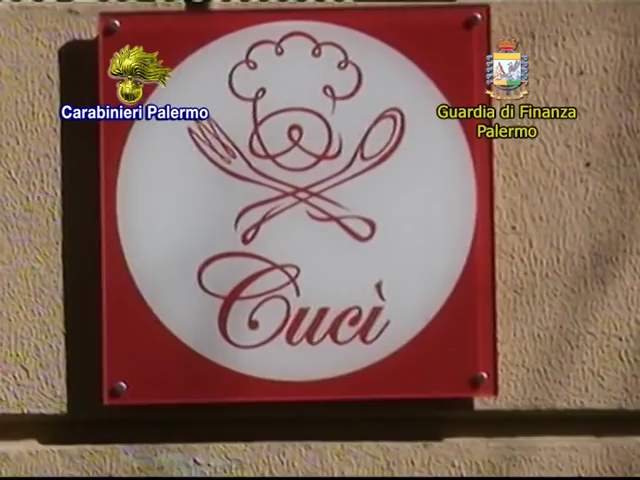 Carabinieri Palermo
Guardia di Finanza
Palermo
Cucì